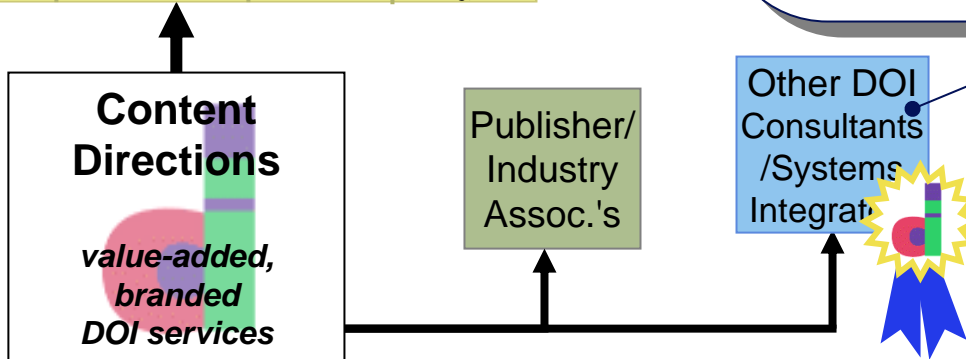 Content
Directions
value-added,
branded
DOI services
Publisher/
Industry
Assoc.'s
Other DOI
Consultants
/Systems